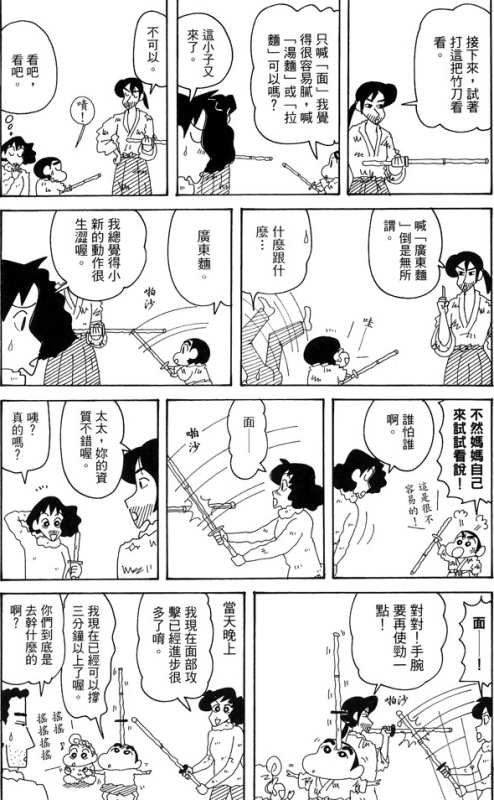 接下來，試著
打這把竹刀看
看。
只喊「面」我覺
得很容易膩，喊
「湯麵」或「拉
麵」可以嗎？
這小子又
來了。
不可以。
嘖！
看吧，
看吧。
喊「廣東麵
」倒是無所
謂。
哇
什麼跟什
麼…
廣東麵。
啪沙
我總覺得小
新的動作很
生澀喔。
不然媽媽自己
來試試看說！
這是很不
容易的！
誰怕誰
啊。
面——
啪沙
太太，妳的資
質不錯喔。
咦？
真的嗎？
面—！
對對！手腕
要再使勁一
點！
啪沙
當天晚上
我現在面部攻
擊已經進步很
多了唷。
我現在已經可以撐
三分鐘以上了喔。
搖搖
搖搖搖搖
你們到底是
去幹什麼的
啊？